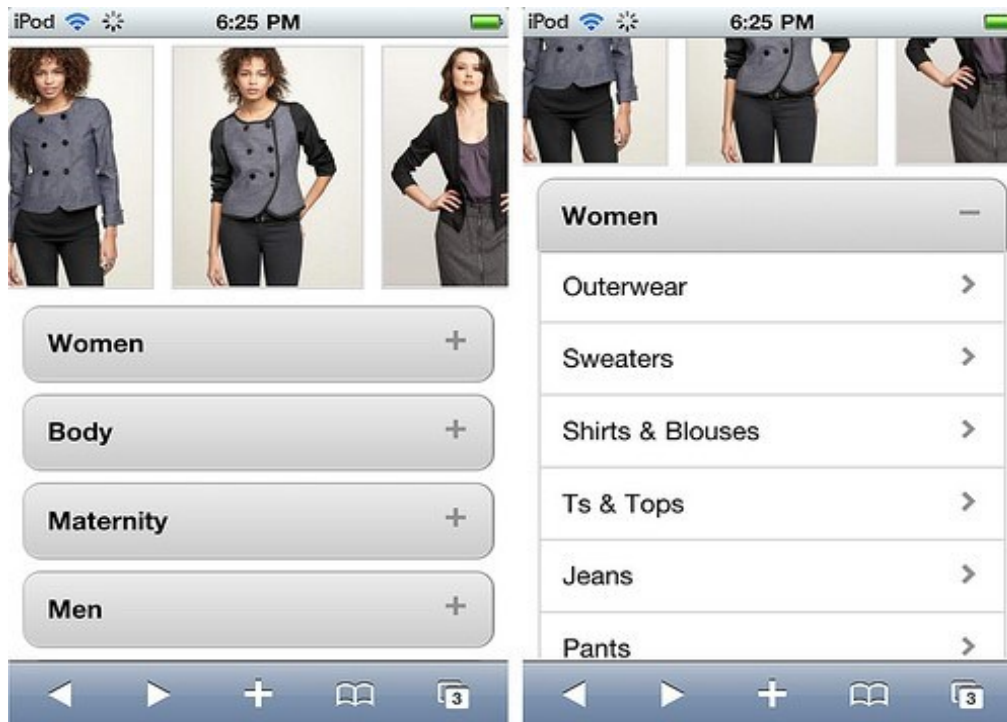 iPod 6:25 PM
Women
Body
Maternity
Men
3
iPod 6:25 PM
Women
Outerwear
Sweaters
Shirts & Blouses
Ts & Tops
Jeans
Pants
3